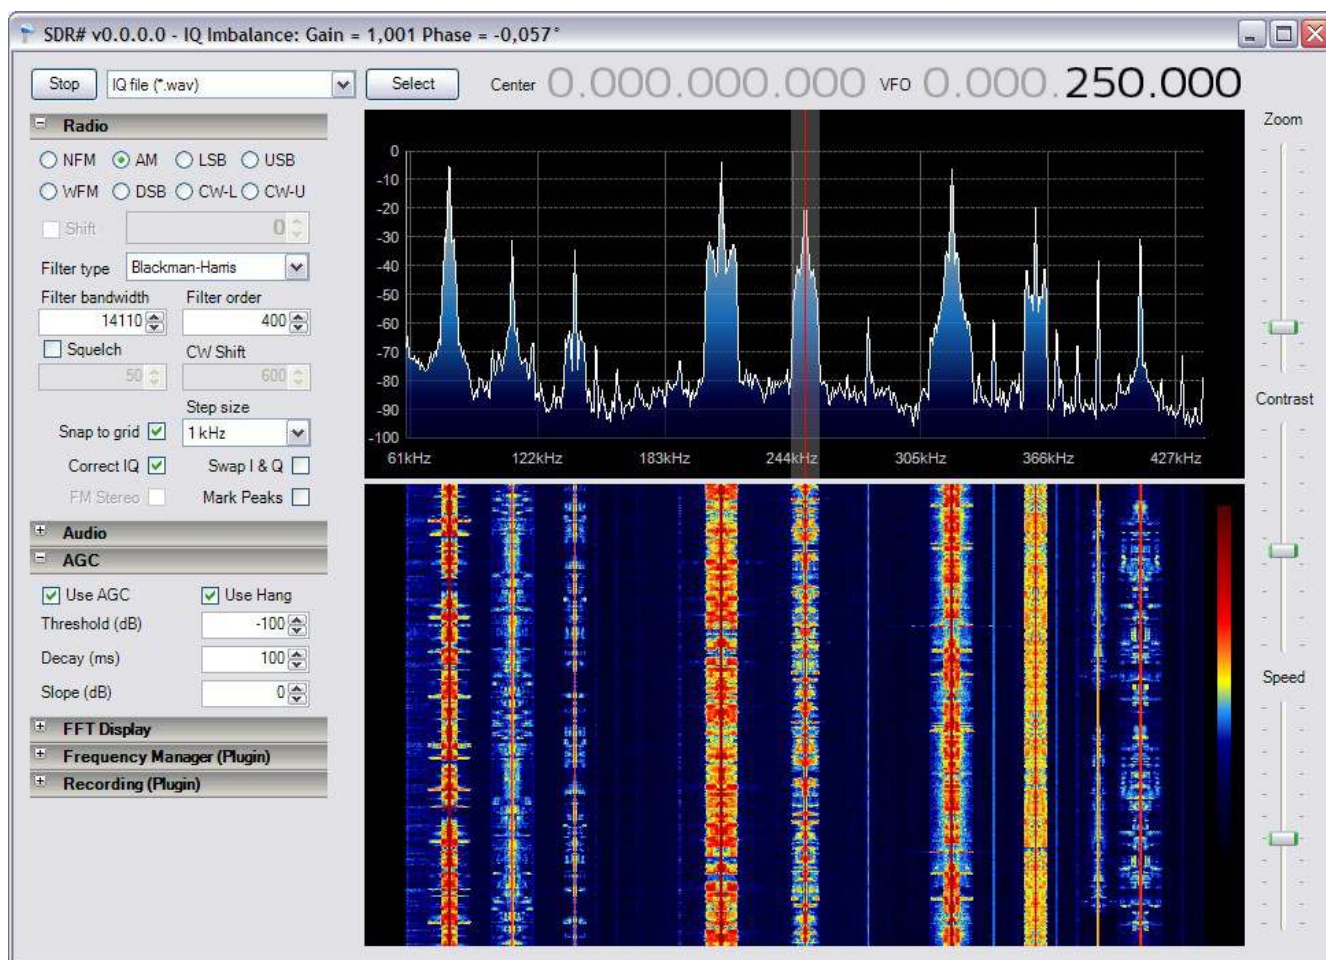 SDR# v0.0.0.0 - IQ Imbalance: Gain = 1,001 Phase = -0,057°
Stop IQ file (*.wav) Select Center 0.000.000.000 VFO 0.000.250.000
Radio
NFM AM LSB USB
WFM DSB CW-L CW-U
Shift 0
Filter type Blackman-Harris
Filter bandwidth Filter order
14110 400
Squelch CW Shift
50 600
Step size
Snap to grid 1 kHz
Correct IQ Swap I & Q
FM Stereo Mark Peaks
Audio
AGC
Use AGC Use Hang
Threshold (dB) -100
Decay (ms) 100
Slope (dB) 0
FFT Display
Frequency Manager (Plugin)
Recording (Plugin)
0
-10
-20
-30
-40
-50
-60
-70
-80
-90
-100
61kHz 122kHz 183kHz 244kHz 305kHz 366kHz 427kHz
Zoom
Contrast
Speed